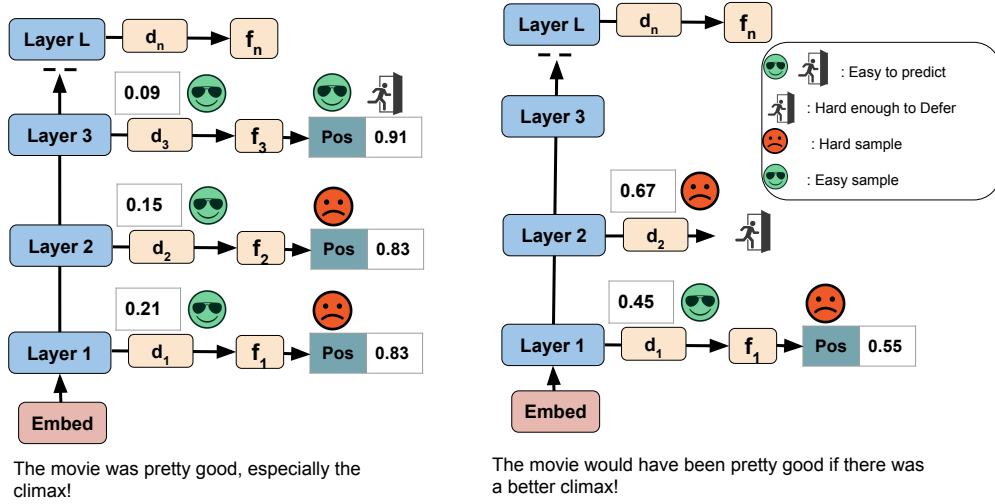 Layer L
dn
fn
0.09
Layer 3
d3
f3
Pos
0.91
0.15
Layer 2
d2
f2
Pos
0.83
0.21
Layer 1
d1
f1
Pos
0.83
Embed
The movie was pretty good, especially the
climax!
Layer L
dn
fn
Layer 3
0.67
Layer 2
d2
0.45
Layer 1
d1
f1
Pos
0.55
Embed
The movie would have been pretty good if there was
a better climax!
: Easy to predict
: Hard enough to Defer
: Hard sample
: Easy sample